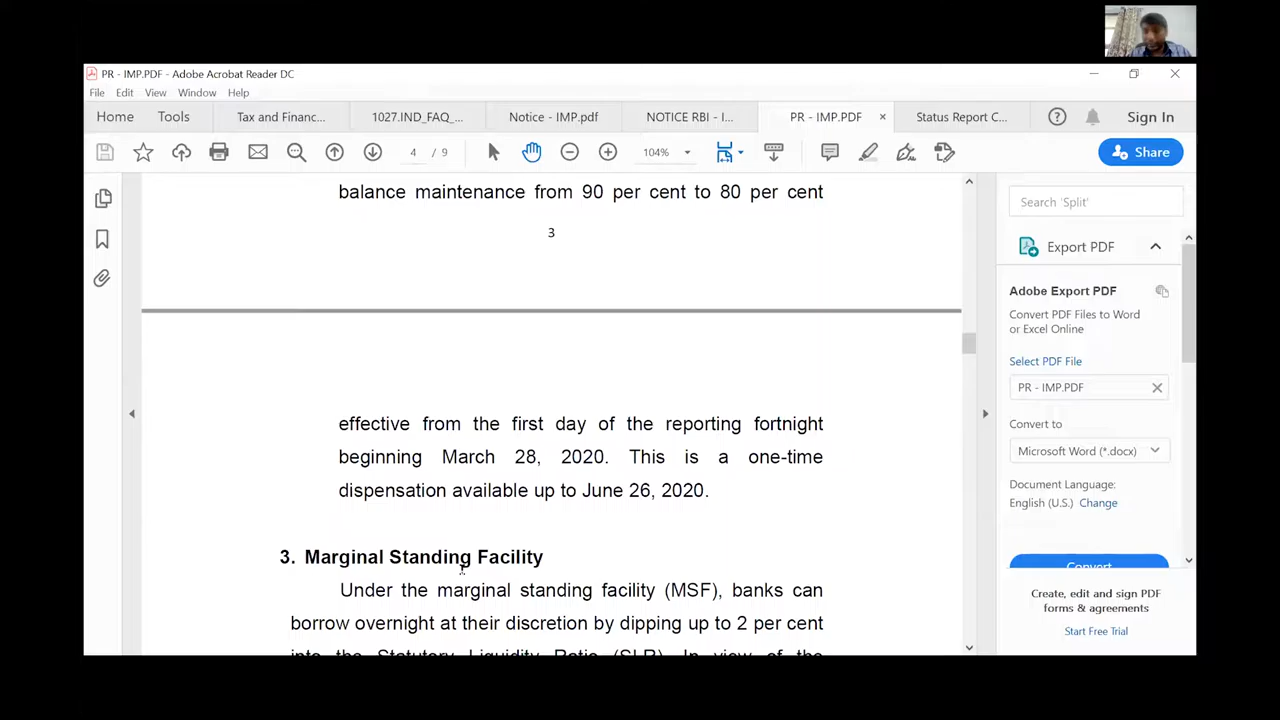 PR - IMP.PDF - Adobe Acrobat Reader DC
File Edit View Window Help
Home Tools Tax and Financ... 1027.IND_FAQ_... Notice - IMP.pdf NOTICE RBI - I... PR - IMP.PDF × Status Report C... Sign In
4 / 9 104% Share
balance maintenance from 90 per cent to 80 per cent
3
effective from the first day of the reporting fortnight
beginning March 28, 2020. This is a one-time
dispensation available up to June 26, 2020.
3. Marginal Standing Facility
Under the marginal standing facility (MSF), banks can
borrow overnight at their discretion by dipping up to 2 per cent
into the Statutory Liquidity Ratio (SLR). In view of the
Search 'Split'
Export PDF
Adobe Export PDF
Convert PDF Files to Word
or Excel Online
Select PDF File
PR - IMP.PDF
Convert to
Microsoft Word (*.docx)
Document Language:
English (U.S.) Change
Convert
Create, edit and sign PDF
forms & agreements
Start Free Trial